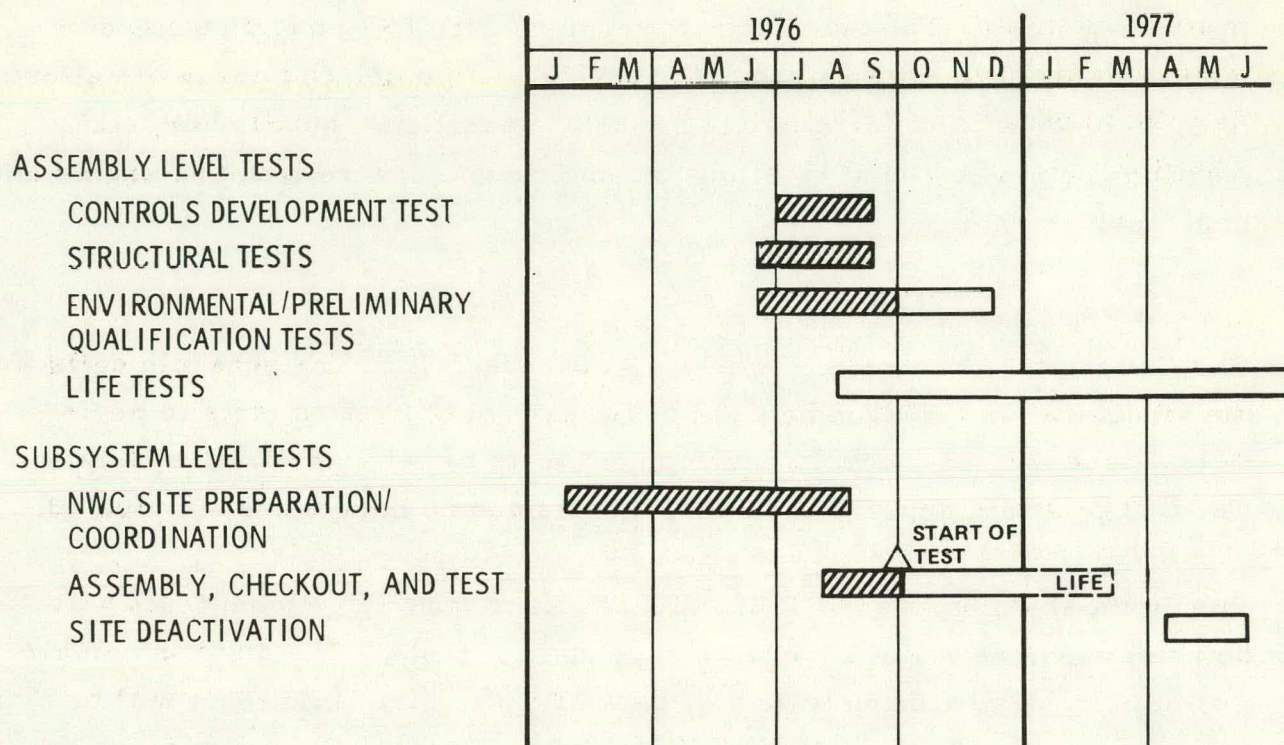 1976 1977
J F M A M J J A S O N D J F M A M J
ASSEMBLY LEVEL TESTS
CONTROLS DEVELOPMENT TEST
STRUCTURAL TESTS
ENVIRONMENTAL/PRELIMINARY
QUALIFICATION TESTS
LIFE TESTS
SUBSYSTEM LEVEL TESTS
NWC SITE PREPARATION/
COORDINATION
START OF
TEST
ASSEMBLY, CHECKOUT, AND TEST
LIFE
SITE DEACTIVATION